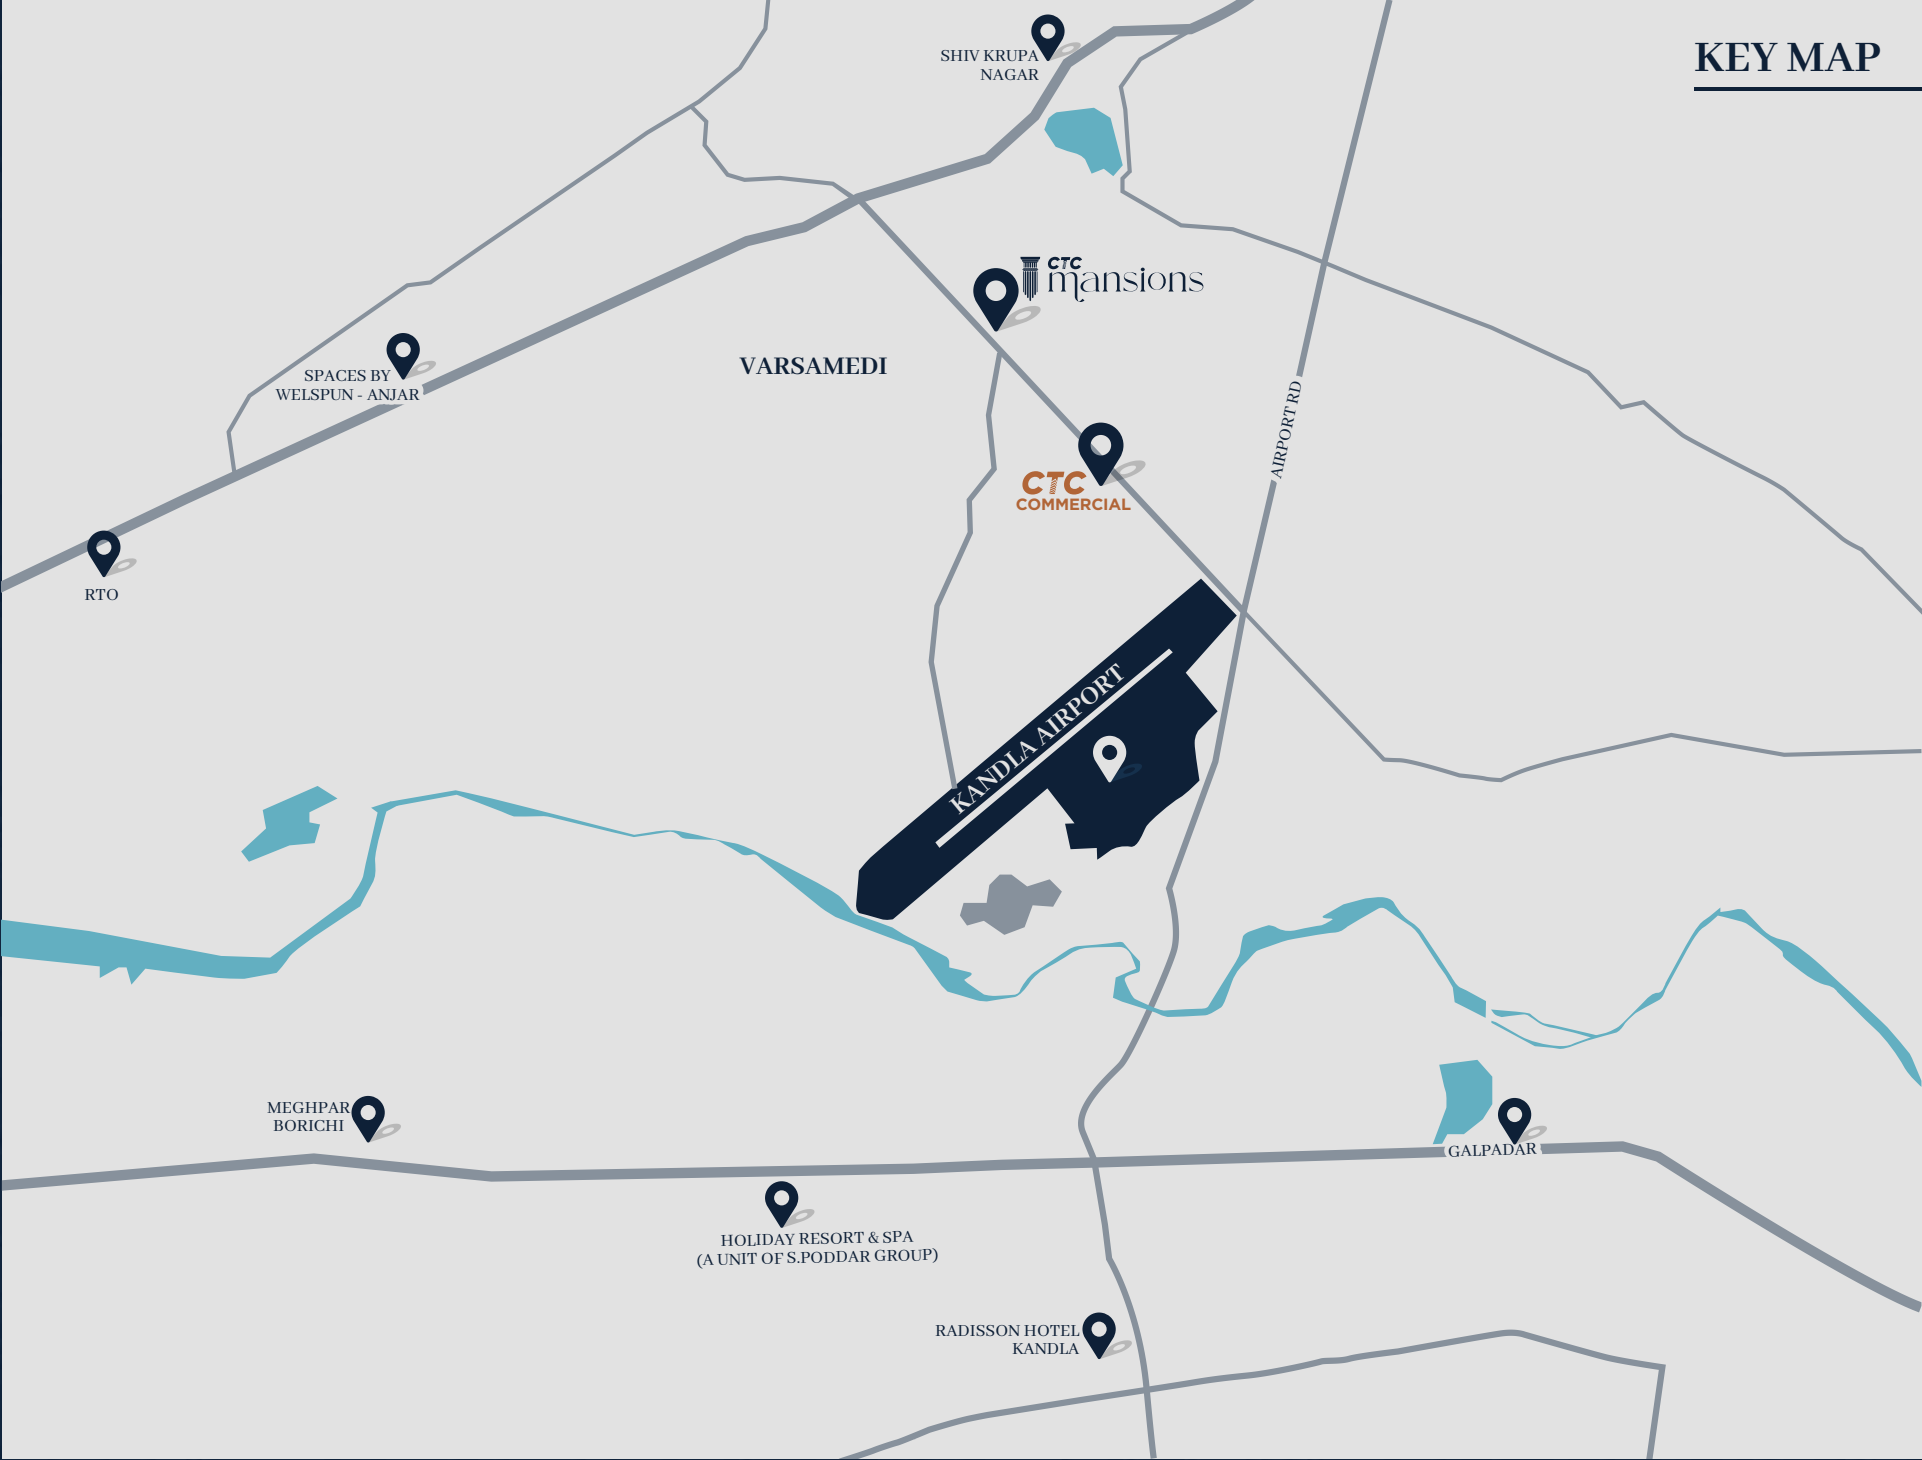 KEY MAP
SHIV KRUPA
NAGAR
CTC
mansions
VARSAMEDI
SPACES BY
WELSPUN - ANJAR
AIRPORT RD
CTC
COMMERCIAL
RTO
KANDLA AIRPORT
MEGHPAR
BORICHI
GALPADAR
HOLIDAY RESORT & SPA
(A UNIT OF S.PODDAR GROUP)
RADISSON HOTEL
KANDLA